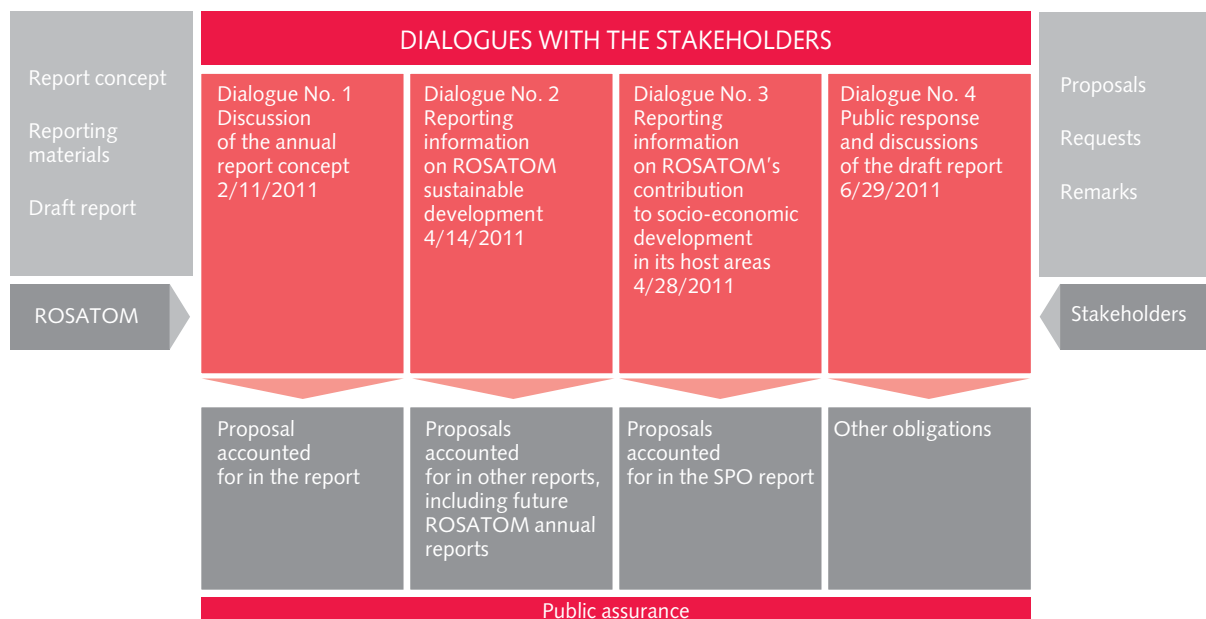 DIALOGUES WITH THE STAKEHOLDERS
Report concept
Reporting
materials
Draft report
ROSATOM
Dialogue No. 1
Discussion
of the annual
report concept
2/11/2011
Dialogue No. 2
Reporting
information
on ROSATOM
sustainable
development
4/14/2011
Dialogue No. 3
Reporting
information
on ROSATOM’s
contribution
to socio-economic
development
in its host areas
4/28/2011
Dialogue No. 4
Public response
and discussions
of the draft report
6/29/2011
Proposals
Requests
Remarks
Stakeholders
Proposal
accounted
for in the report
Proposals
accounted
for in other reports,
including future
ROSATOM annual
reports
Proposals
accounted
for in the SPO report
Other obligations
Public assurance